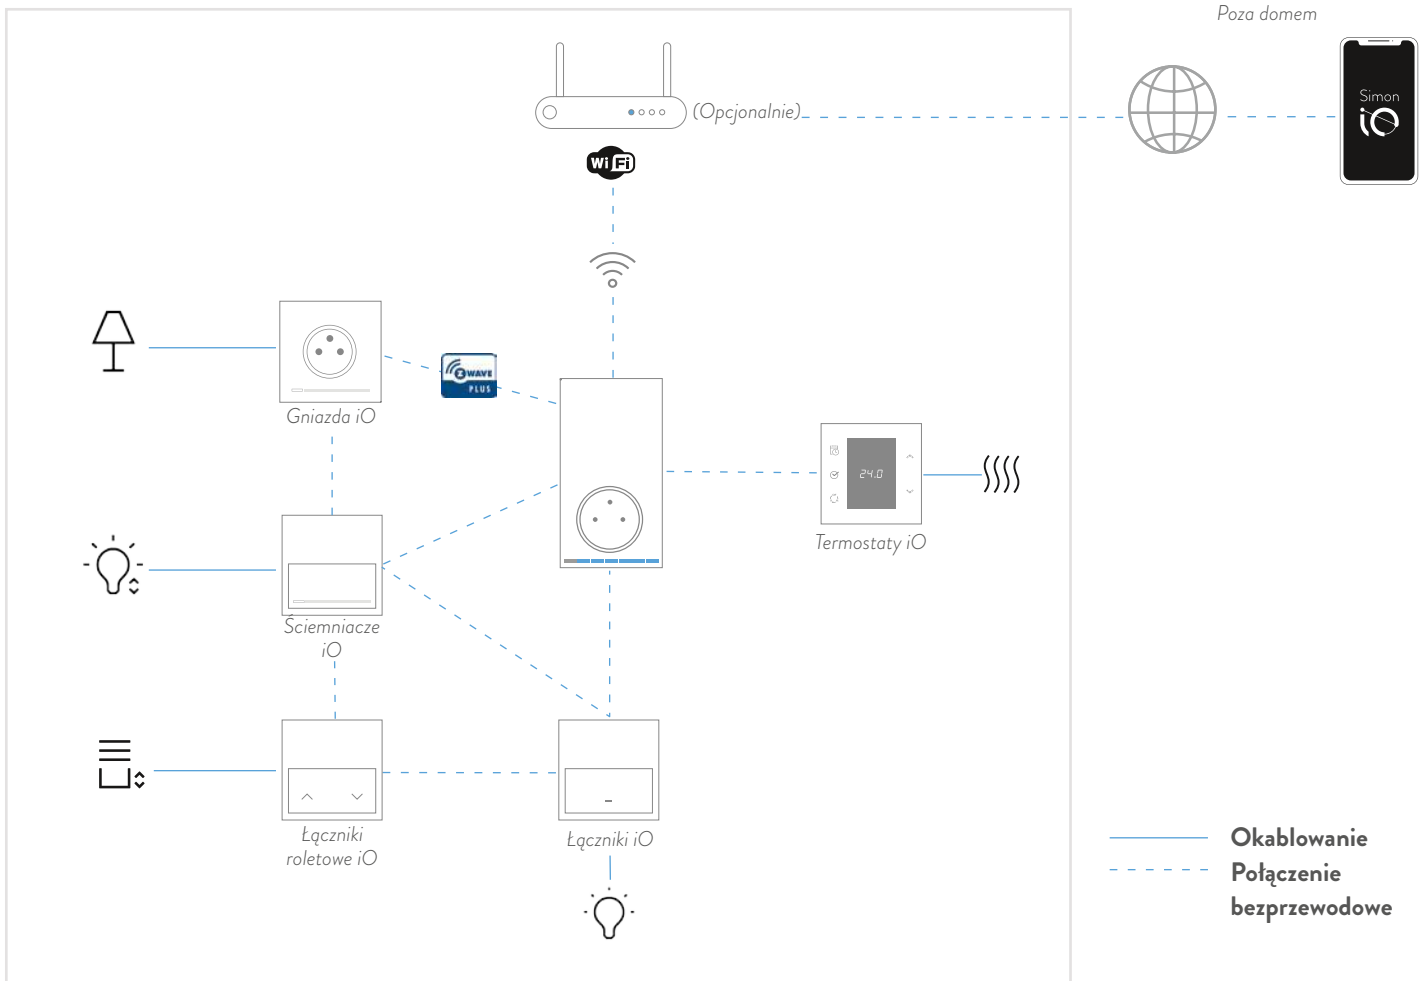 Poza domem
(Opcjonalnie)
Simon
iO
Wi Fi
Z WAVE
PLUS
Gniazda iO
24.0
Termostaty iO
Ściemniacze
iO
Łączniki
roletowe iO
Łączniki iO
Okablowanie
Połączenie
bezprzewodowe